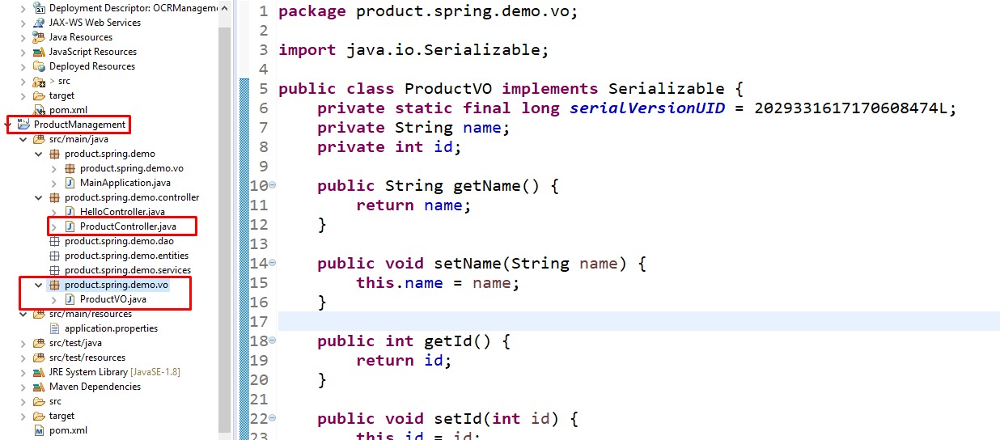 Deployment Descriptor: OCRManagem
JAX-WS Web Services
Java Resources
JavaScript Resources
Deployed Resources
> src
target
pom.xml
ProductManagement
src/main/java
product.spring.demo
product.spring.demo.vo
MainApplication.java
product.spring.demo.controller
HelloController.java
ProductController.java
product.spring.demo.dao
product.spring.demo.entities
product.spring.demo.services
product.spring.demo.vo
ProductVO.java
src/main/resources
application.properties
src/test/java
src/test/resources
JRE System Library [JavaSE-1.8]
Maven Dependencies
src
target
pom.xml
1 package product.spring.demo.vo;
2
3 import java.io.Serializable;
4
5 public class ProductVO implements Serializable {
6 private static final long serialVersionUID = 2029331617170608474L;
7 private String name;
8 private int id;
9
10 public String getName() {
11 return name;
12 }
13
14 public void setName(String name) {
15 this.name = name;
16 }
17
18 public int getId() {
19 return id;
20 }
21
22 public void setId(int id) {
23 this.id = id;